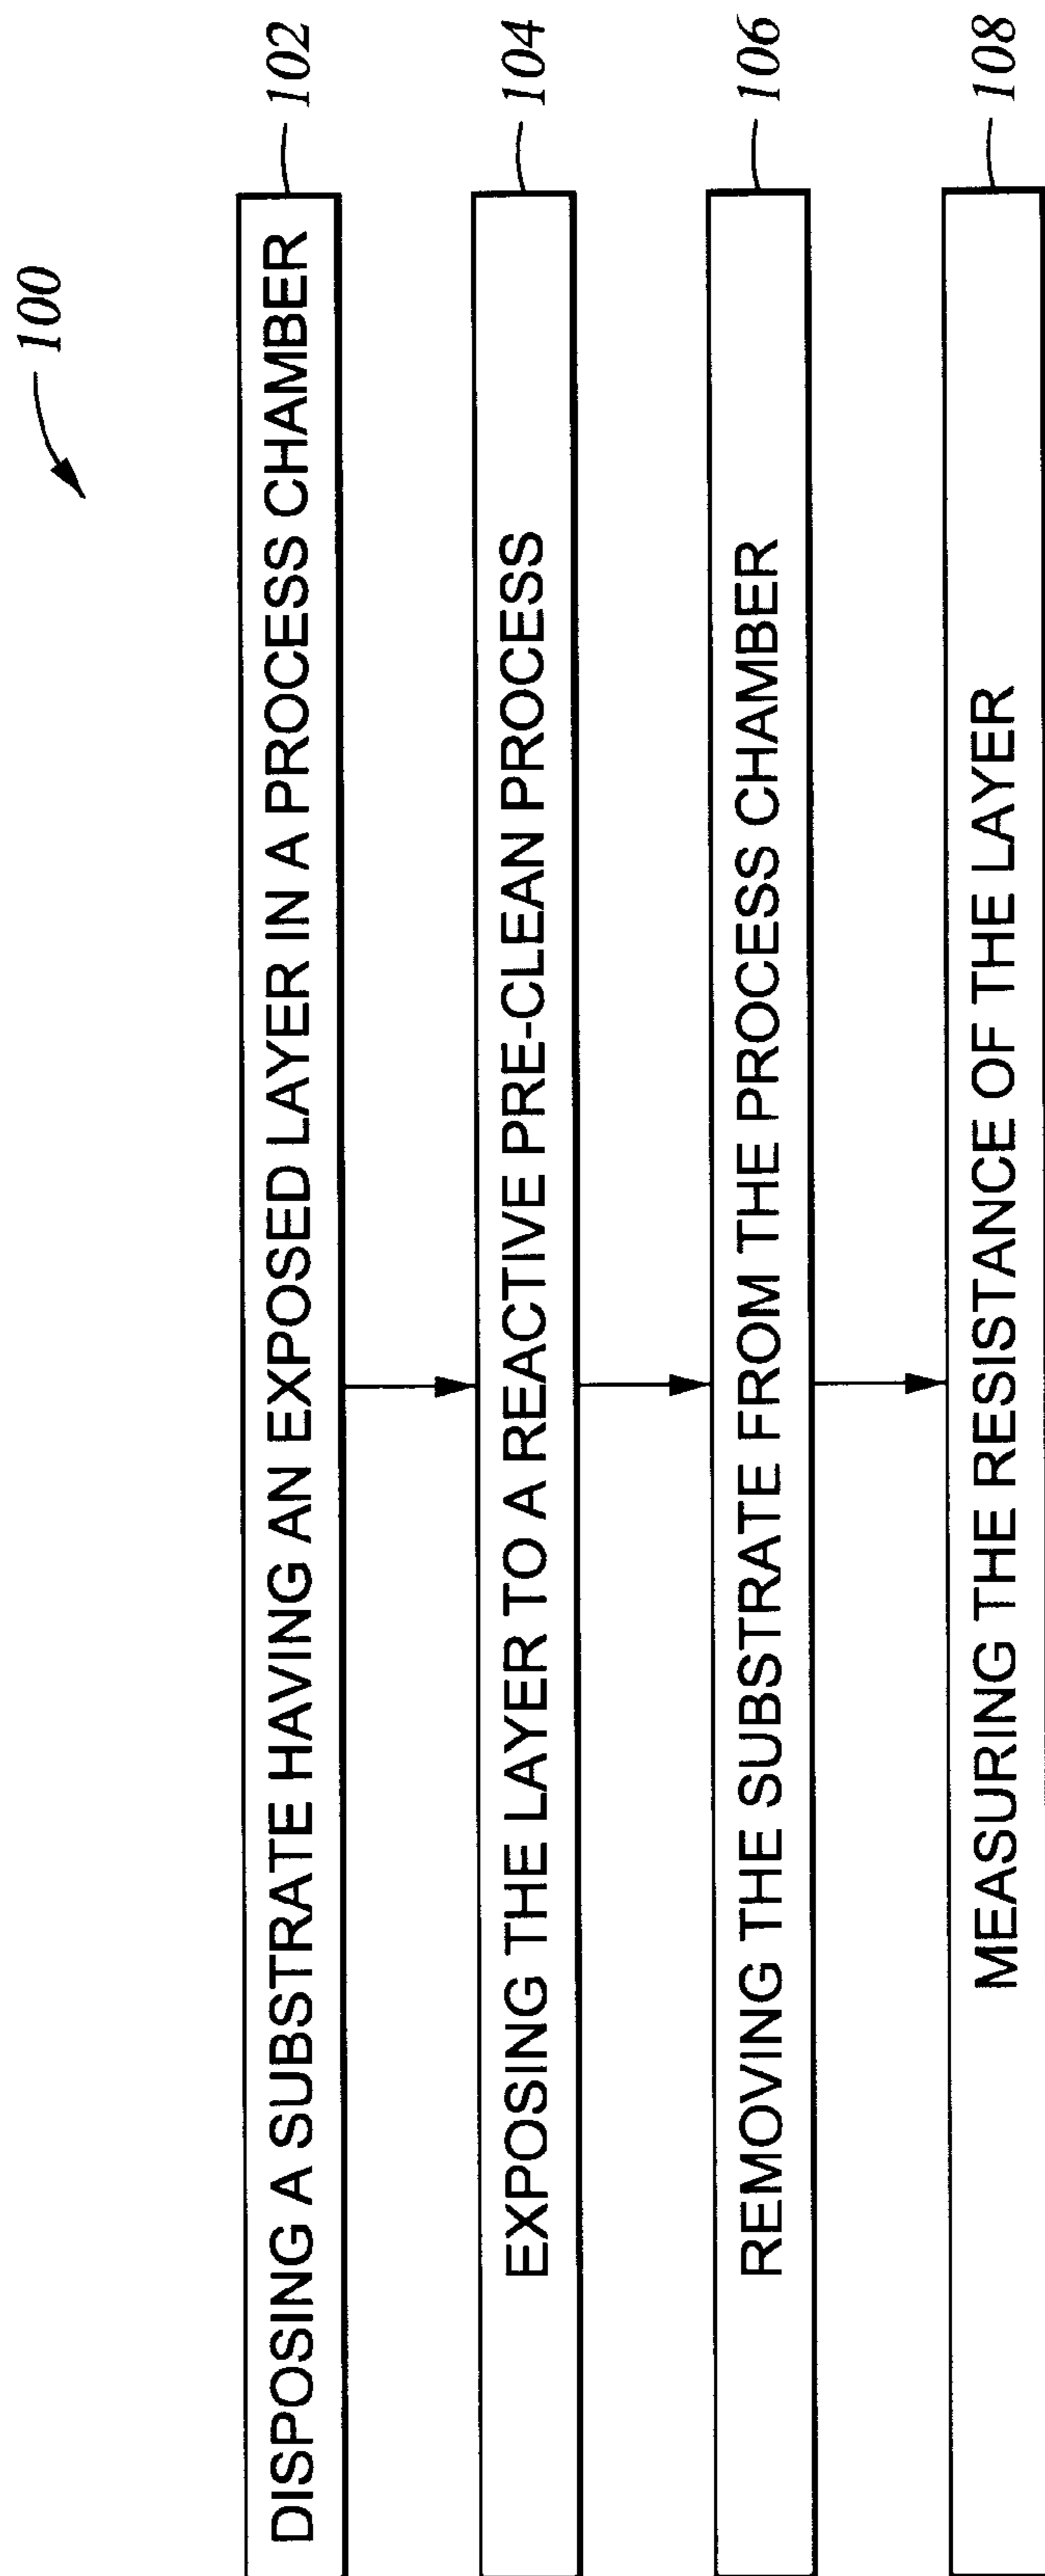 100
DISPOSING A SUBSTRATE HAVING AN EXPOSED LAYER IN A PROCESS CHAMBER
102
EXPOSING THE LAYER TO A REACTIVE PRE-CLEAN PROCESS
104
REMOVING THE SUBSTRATE FROM THE PROCESS CHAMBER
106
MEASURING THE RESISTANCE OF THE LAYER
108